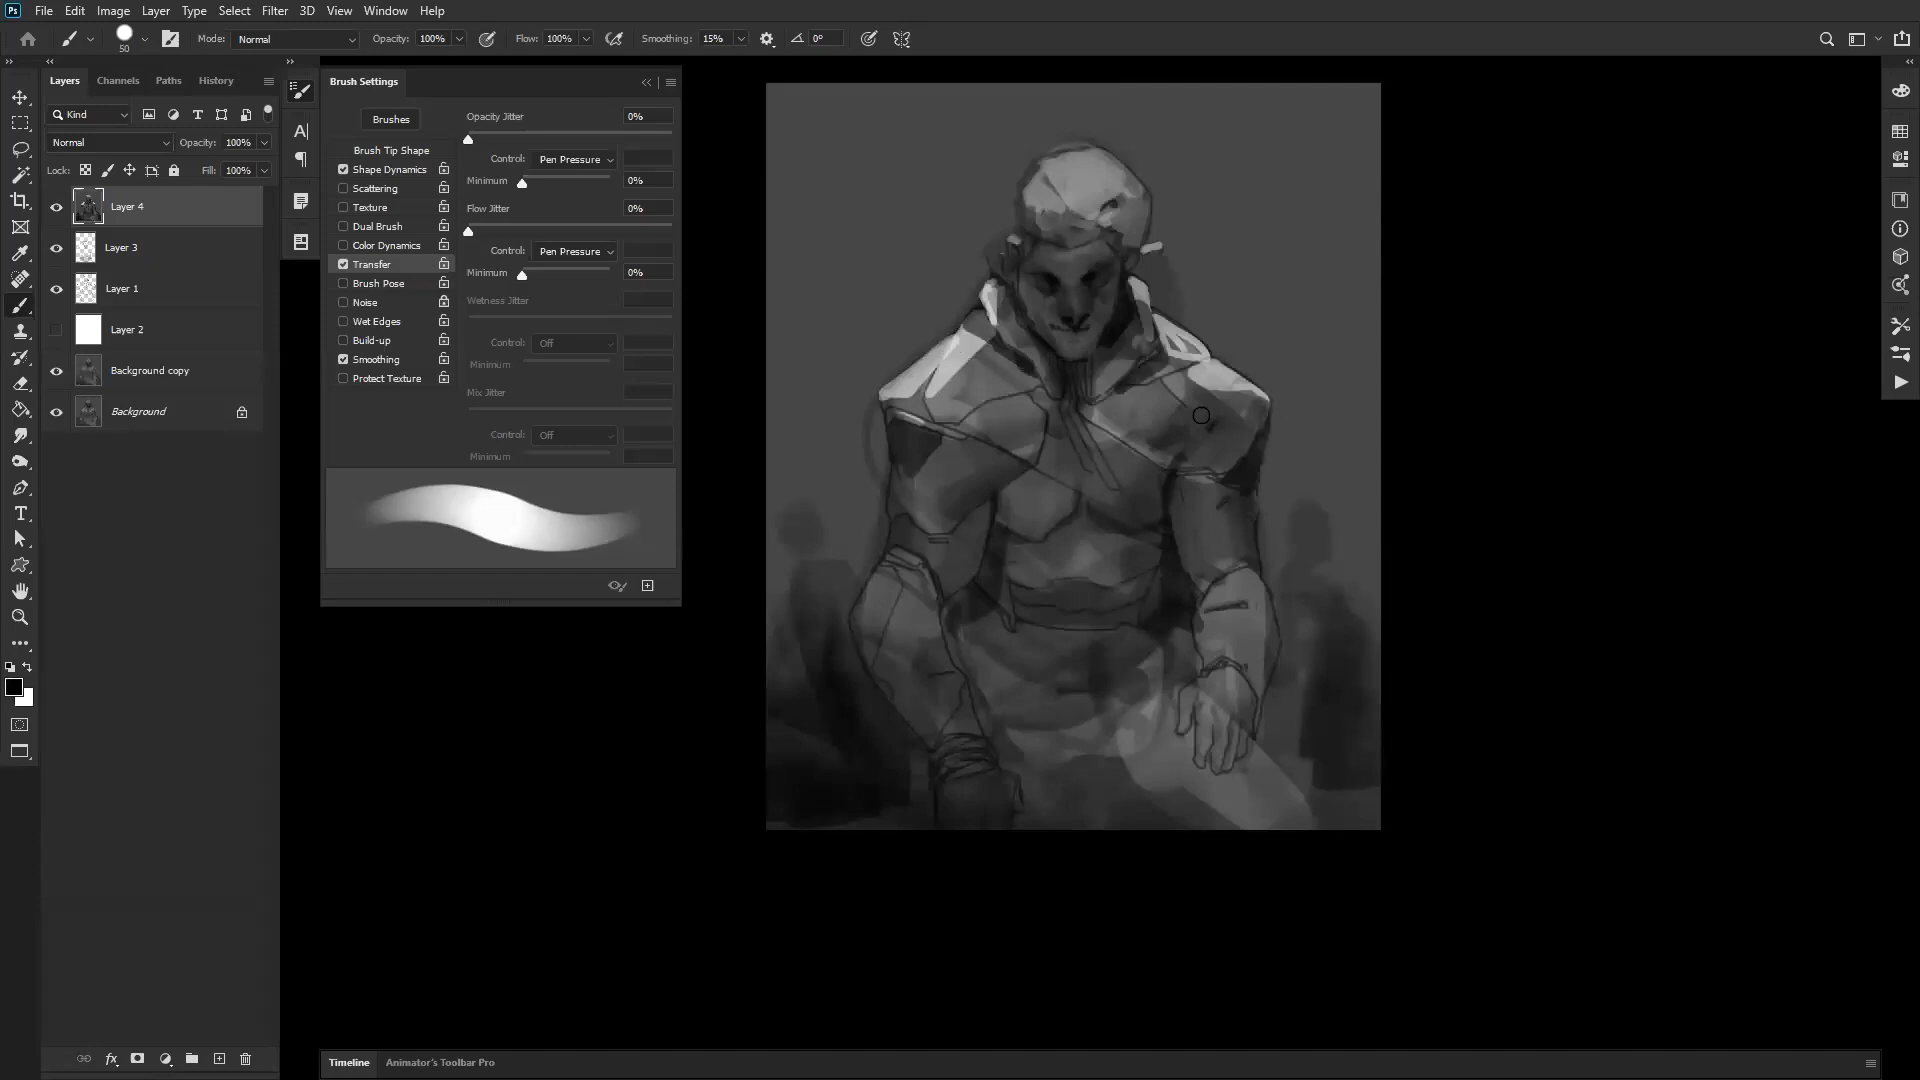 Ps File Edit Image Layer Type Select Filter 3D View Window Help
50 Mode: Normal Opacity: 100% Flow: 100% Smoothing: 15% 0°
Layers Channels Paths History
Kind
Normal Opacity: 100%
Lock: Fill: 100%
Layer 4
Layer 3
Layer 1
Layer 2
Background copy
Background
fx
Brush Settings
Brushes
Brush Tip Shape
Shape Dynamics
Scattering
Texture
Dual Brush
Color Dynamics
Transfer
Brush Pose
Noise
Wet Edges
Build-up
Smoothing
Protect Texture
Opacity Jitter 0%
Control: Pen Pressure
Minimum 0%
Flow Jitter 0%
Control: Pen Pressure
Minimum 0%
Wetness Jitter
Control: Off
Minimum
Mix Jitter
Control: Off
Minimum
Timeline Animator's Toolbar Pro